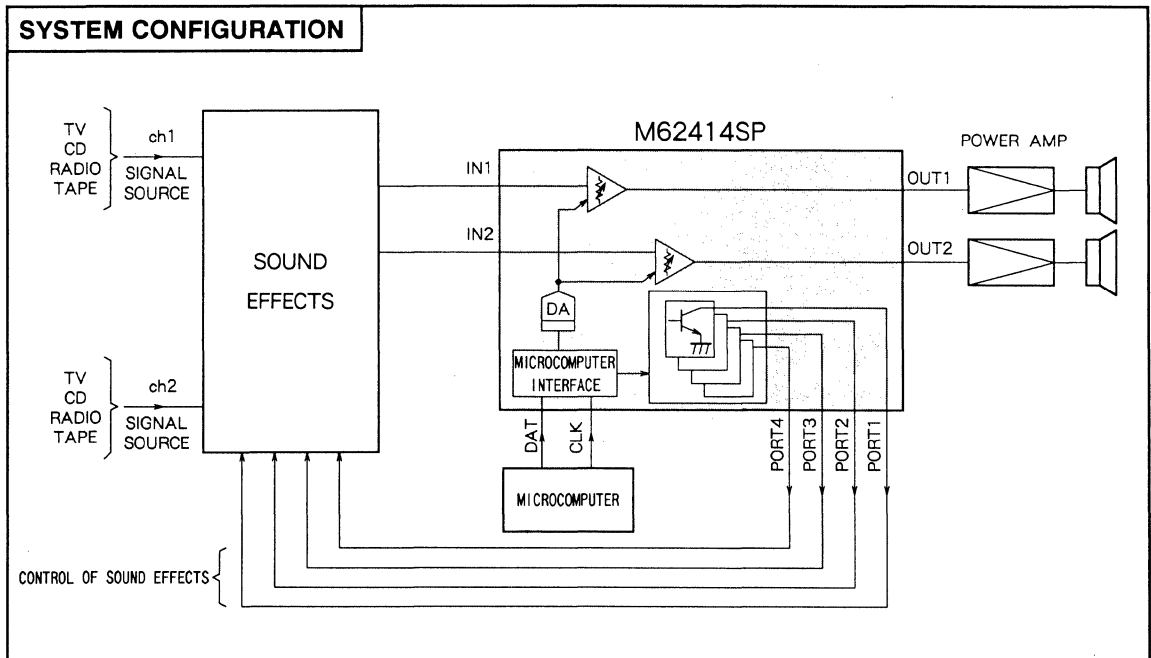 SYSTEM CONFIGURATION
TV
CD
RADIO
TAPE
ch1
SIGNAL
SOURCE
SOUND
EFFECTS
TV
CD
RADIO
TAPE
ch2
SIGNAL
SOURCE
M62414SP
IN1
IN2
DA
MICROCOMPUTER
INTERFACE
OUT1
OUT2
POWER AMP
DAT
CLK
PORT4
PORT3
PORT2
PORT1
MICROCOMPUTER
CONTROL OF SOUND EFFECTS